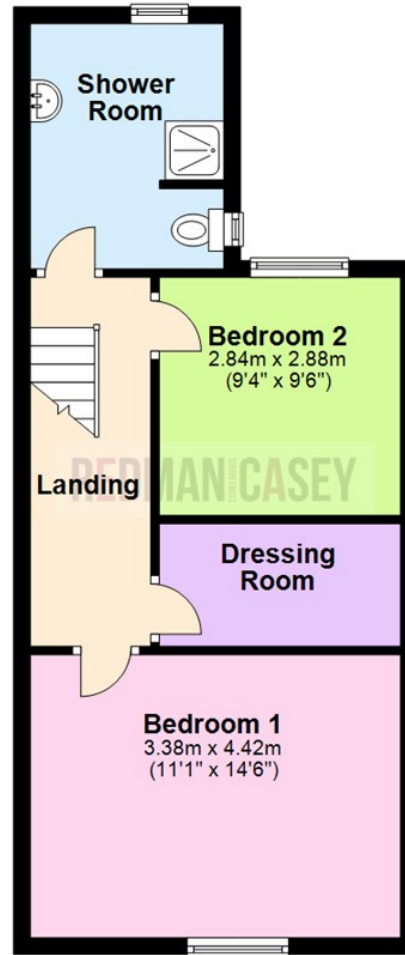 Shower
Room
Bedroom 2
2.84m x 2.88m
(9'4" x 9'6")
REDMAN CASEY
Landing
Dressing
Room
Bedroom 1
3.38m x 4.42m
(11'1" x 14'6")